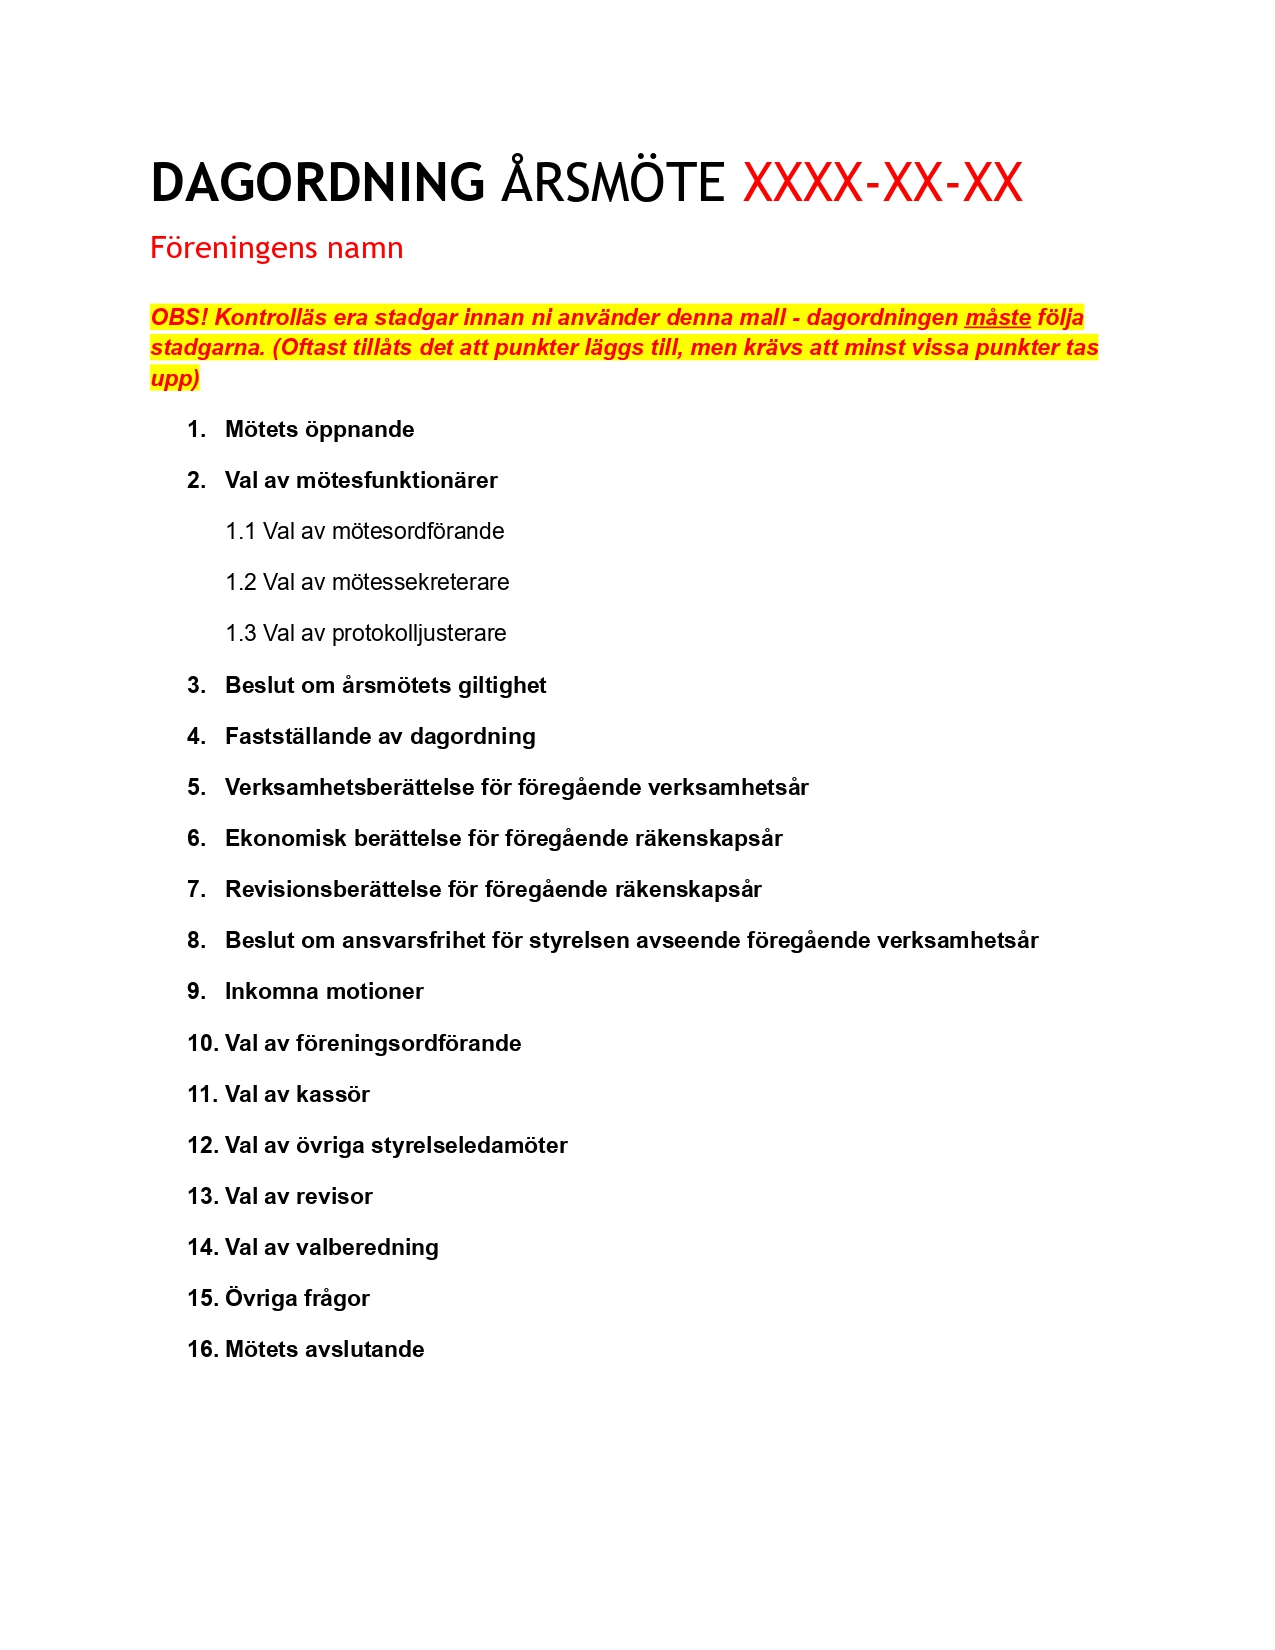 DAGORDNING ÅRSMÖTE XXXX-XX-XX
Föreningens namn
OBS! Kontrolläs era stadgar innan ni använder denna mall - dagordningen måste följa
stadgarna. (Oftast tillåts det att punkter läggs till, men krävs att minst vissa punkter tas
upp)
1. Mötets öppnande
2. Val av mötesfunktionärer
1.1 Val av mötesordförande
1.2 Val av mötessekreterare
1.3 Val av protokolljusterare
3. Beslut om årsmötets giltighet
4. Fastställande av dagordning
5. Verksamhetsberättelse för föregående verksamhetsår
6. Ekonomisk berättelse för föregående räkenskapsår
7. Revisionsberättelse för föregående räkenskapsår
8. Beslut om ansvarsfrihet för styrelsen avseende föregående verksamhetsår
9. Inkomna motioner
10. Val av föreningsordförande
11. Val av kassör
12. Val av övriga styrelseledamöter
13. Val av revisor
14. Val av valberedning
15. Övriga frågor
16. Mötets avslutande